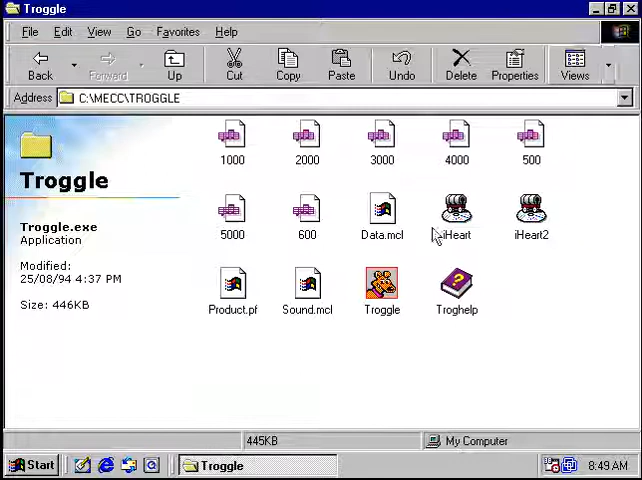 Troggle
File Edit View Go Favorites Help
Back Forward Up Cut Copy Paste Undo Delete Properties Views
Address C:\MECC\TROGGLE
Troggle
Troggle.exe
Application
Modified:
25/08/94 4:37 PM
Size: 446KB
1000 2000 3000 4000 500
5000 600 Data.mcl iHeart iHeart2
Product.pf Sound.mcl Troggle Troghelp
445KB My Computer
Start Troggle 8:49 AM